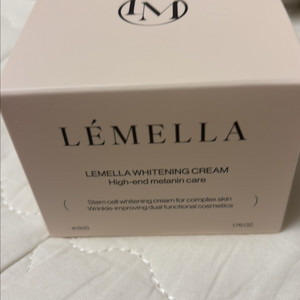 LM
LÉMELLA
LEMELLA WHITENING CREAM
High-end melanin care
( Stem cell whitening cream for complex skin )
Wrinkle-improving dual functional cosmetics